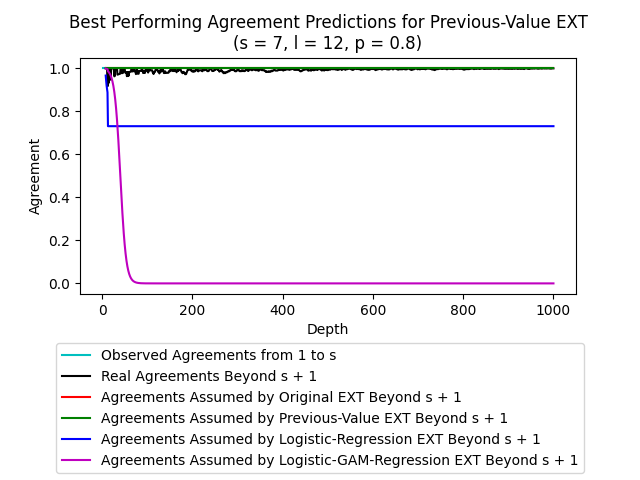 Best Performing Agreement Predictions for Previous-Value EXT
(s = 7, l = 12, p = 0.8)
1.0
0.8
0.6
0.4
0.2
0.0
Agreement
0 200 400 600 800 1000
Depth
Observed Agreements from 1 to s
Real Agreements Beyond s + 1
Agreements Assumed by Original EXT Beyond s + 1
Agreements Assumed by Previous-Value EXT Beyond s + 1
Agreements Assumed by Logistic-Regression EXT Beyond s + 1
Agreements Assumed by Logistic-GAM-Regression EXT Beyond s + 1